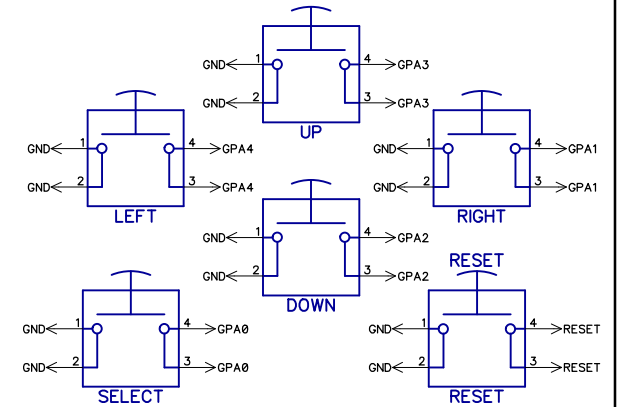 GND 1 4 GPA3
GND 2 3 GPA3
UP
GND 1 4 GPA4
GND 2 3 GPA4
LEFT
GND 1 4 GPA1
GND 2 3 GPA1
RIGHT
GND 1 4 GPA2
GND 2 3 GPA2
DOWN
GND 1 4 GPA0
GND 2 3 GPA0
SELECT
RESET
GND 1 4 RESET
GND 2 3 RESET
RESET